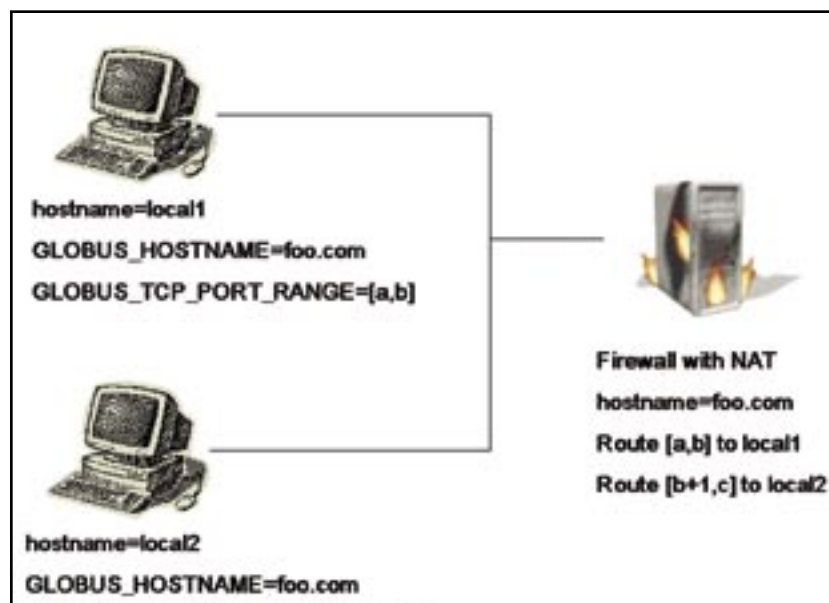 hostname=local1
GLOBUS_HOSTNAME=foo.com
GLOBUS_TCP_PORT_RANGE=[a,b]
Firewall with NAT
hostname=foo.com
Route [a,b] to local1
Route [b+1,c] to local2
hostname=local2
GLOBUS_HOSTNAME=foo.com